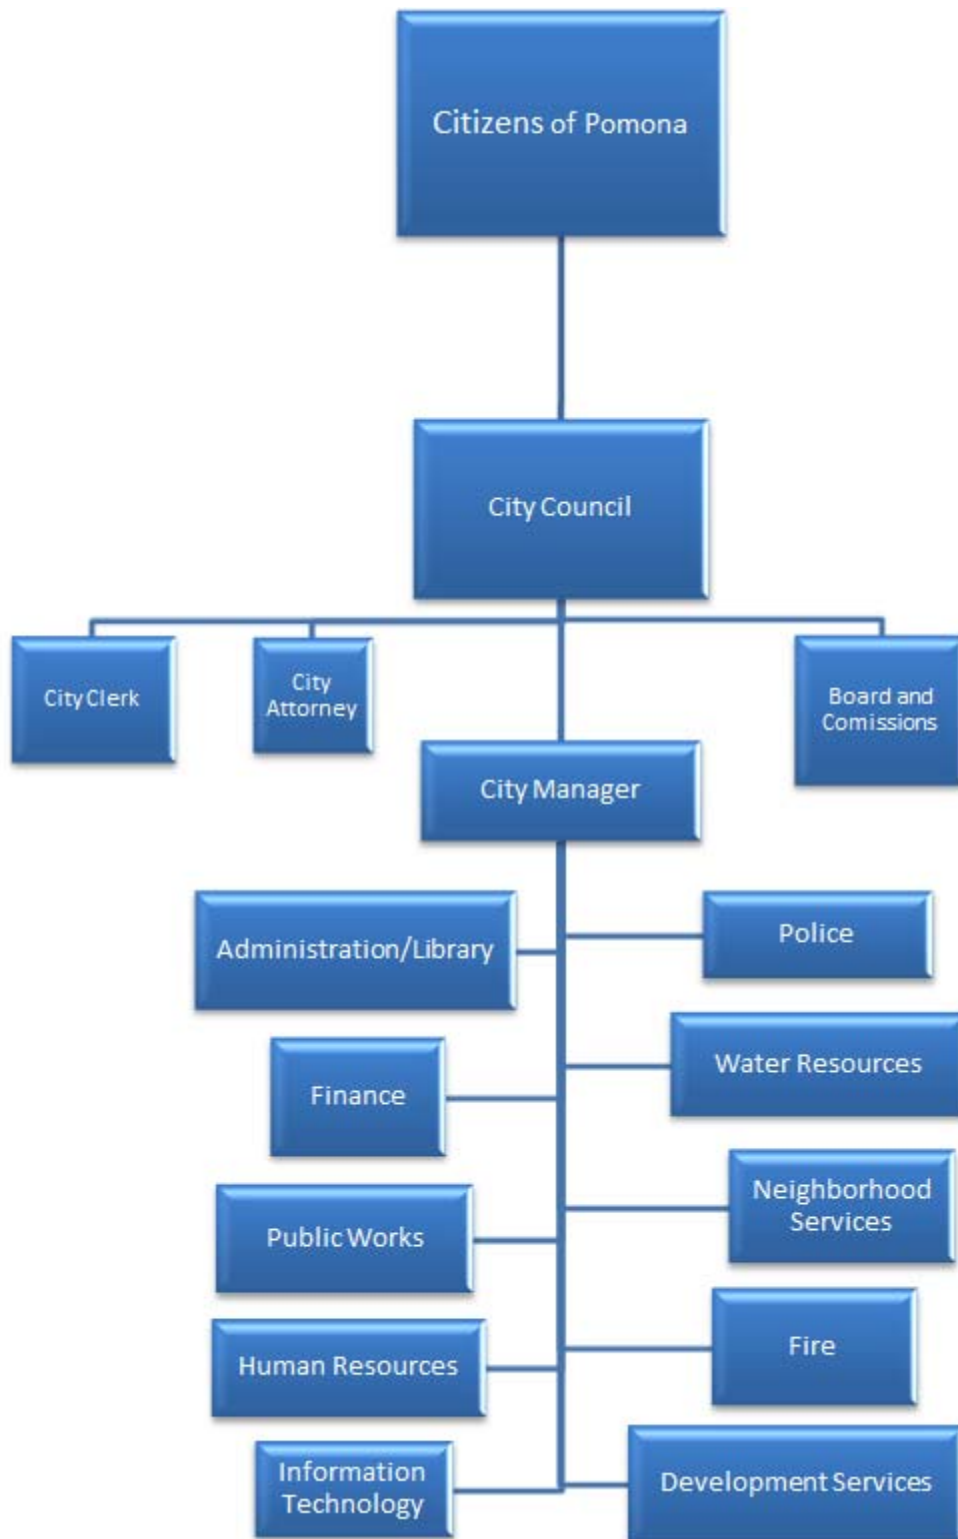 Citizens of Pomona
City Council
City Clerk
City
Attorney
Board and
Comissions
City Manager
Administration/Library
Police
Finance
Water Resources
Public Works
Neighborhood
Services
Human Resources
Fire
Information
Technology
Development Services